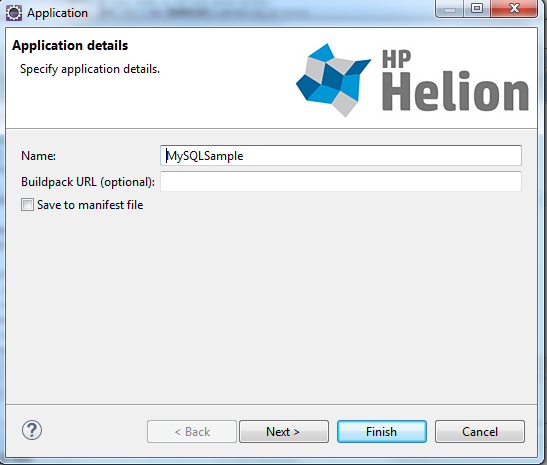 Application
Application details
Specify application details.
HP
Helion
Name:
MySQLSample
Buildpack URL (optional):
Save to manifest file
?
< Back
Next >
Finish
Cancel